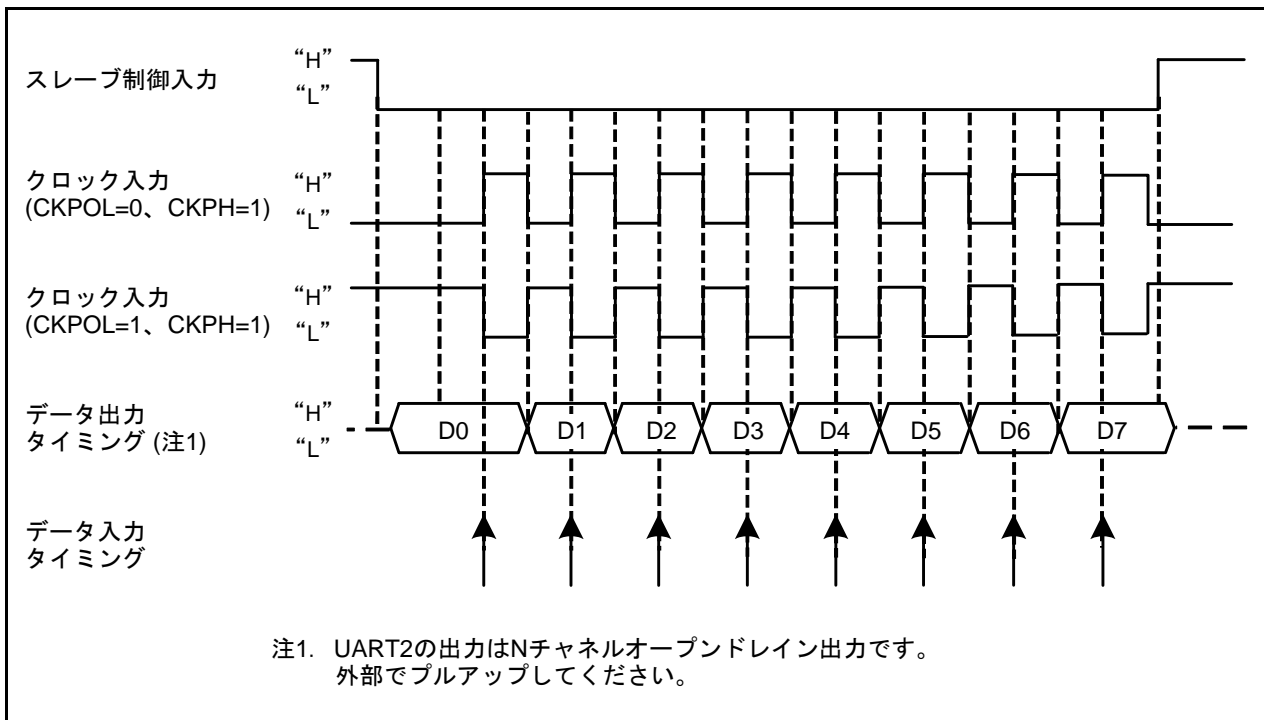 スレーブ制御入力
“H”
“L”
クロック入力
(CKPOL=0、CKPH=1)
“H”
“L”
クロック入力
(CKPOL=1、CKPH=1)
“H”
“L”
データ出力
タイミング (注1)
“H”
“L”
D0 D1 D2 D3 D4 D5 D6 D7
データ入力
タイミング
注1. UART2の出力はNチャネルオープンドレイン出力です。
外部でプルアップしてください。